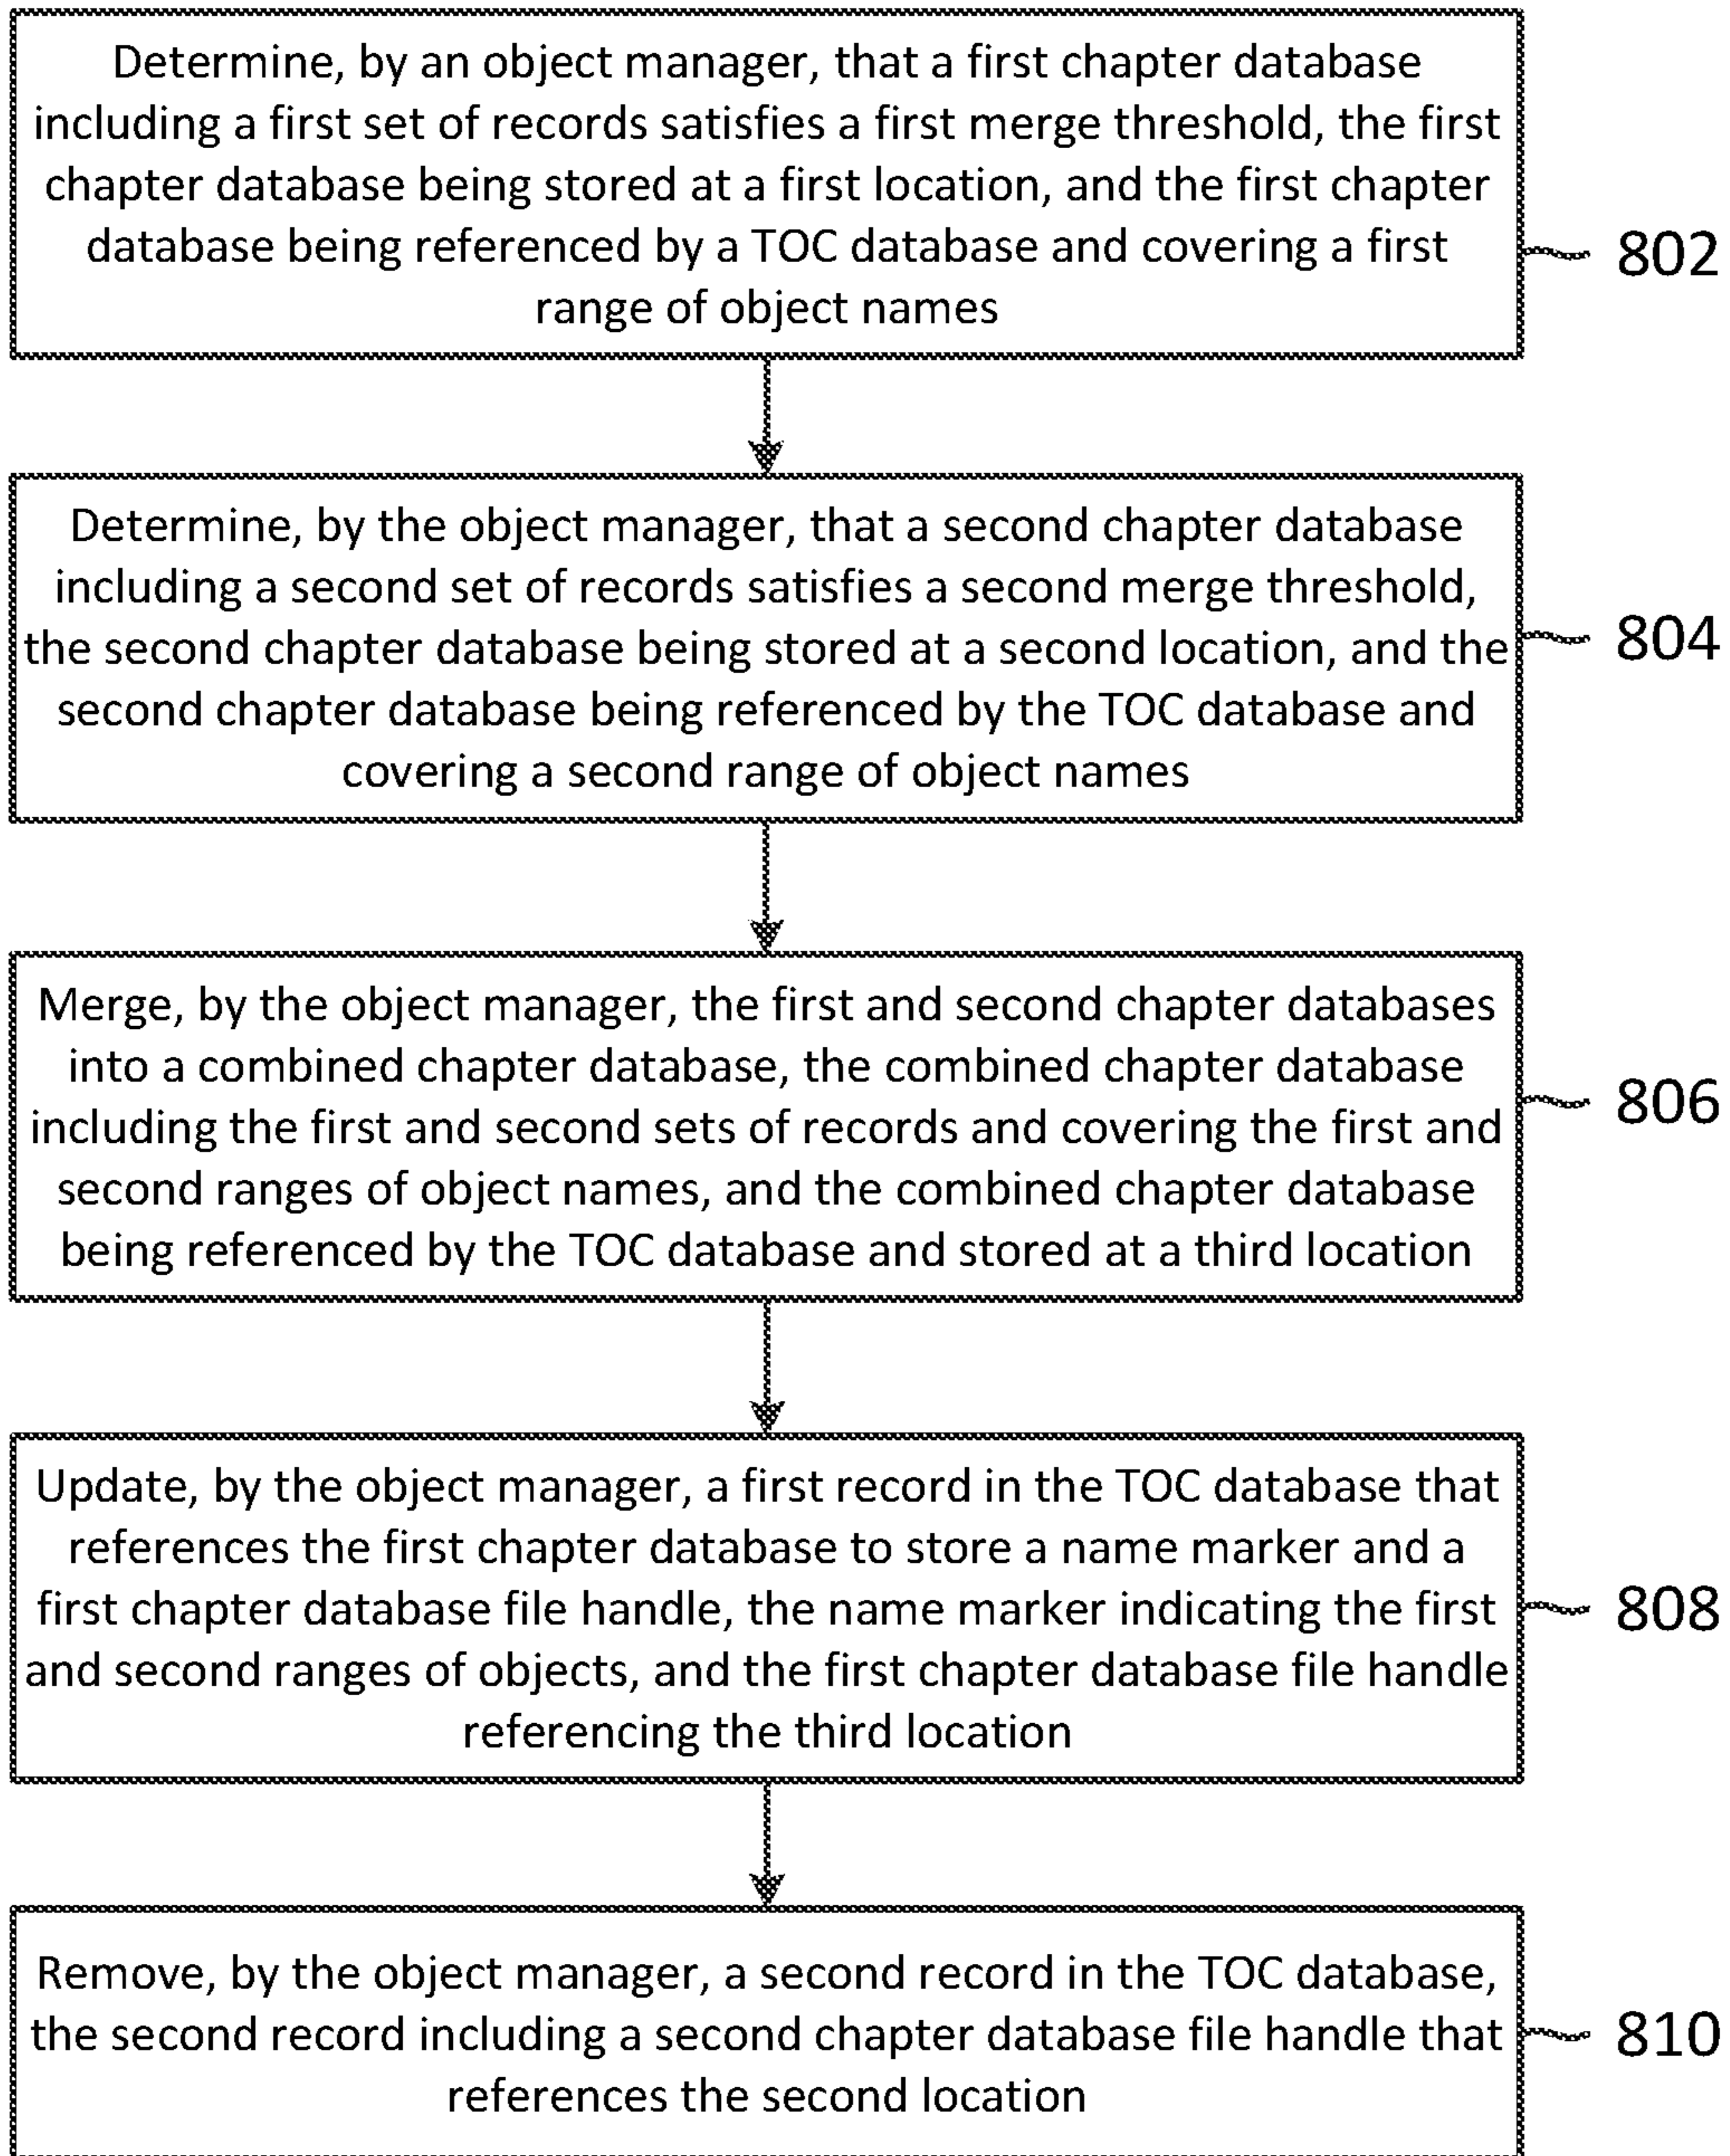 Determine, by an object manager, that a first chapter database
including a first set of records satisfies a first merge threshold, the first
chapter database being stored at a first location, and the first chapter
database being referenced by a TOC database and covering a first
range of object names
802
Determine, by the object manager, that a second chapter database
including a second set of records satisfies a second merge threshold,
the second chapter database being stored at a second location, and the
second chapter database being referenced by the TOC database and
covering a second range of object names
804
Merge, by the object manager, the first and second chapter databases
into a combined chapter database, the combined chapter database
including the first and second sets of records and covering the first and
second ranges of object names, and the combined chapter database
being referenced by the TOC database and stored at a third location
806
Update, by the object manager, a first record in the TOC database that
references the first chapter database to store a name marker and a
first chapter database file handle, the name marker indicating the first
and second ranges of objects, and the first chapter database file handle
referencing the third location
808
Remove, by the object manager, a second record in the TOC database,
the second record including a second chapter database file handle that
references the second location
810